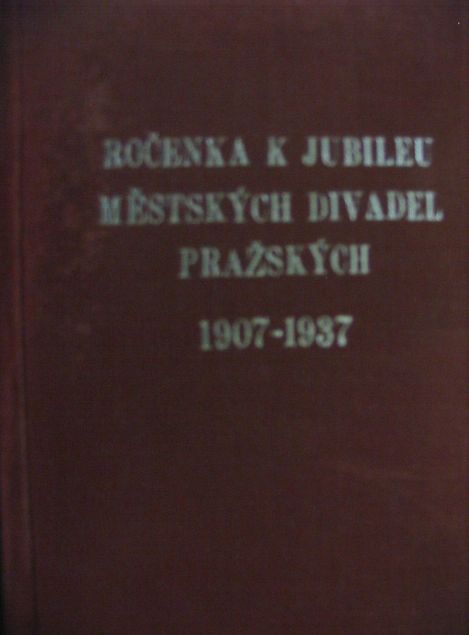 ROČENKA K JUBILEU
MĚSTSKÝCH DIVADEL
PRAŽSKÝCH
1907-1937